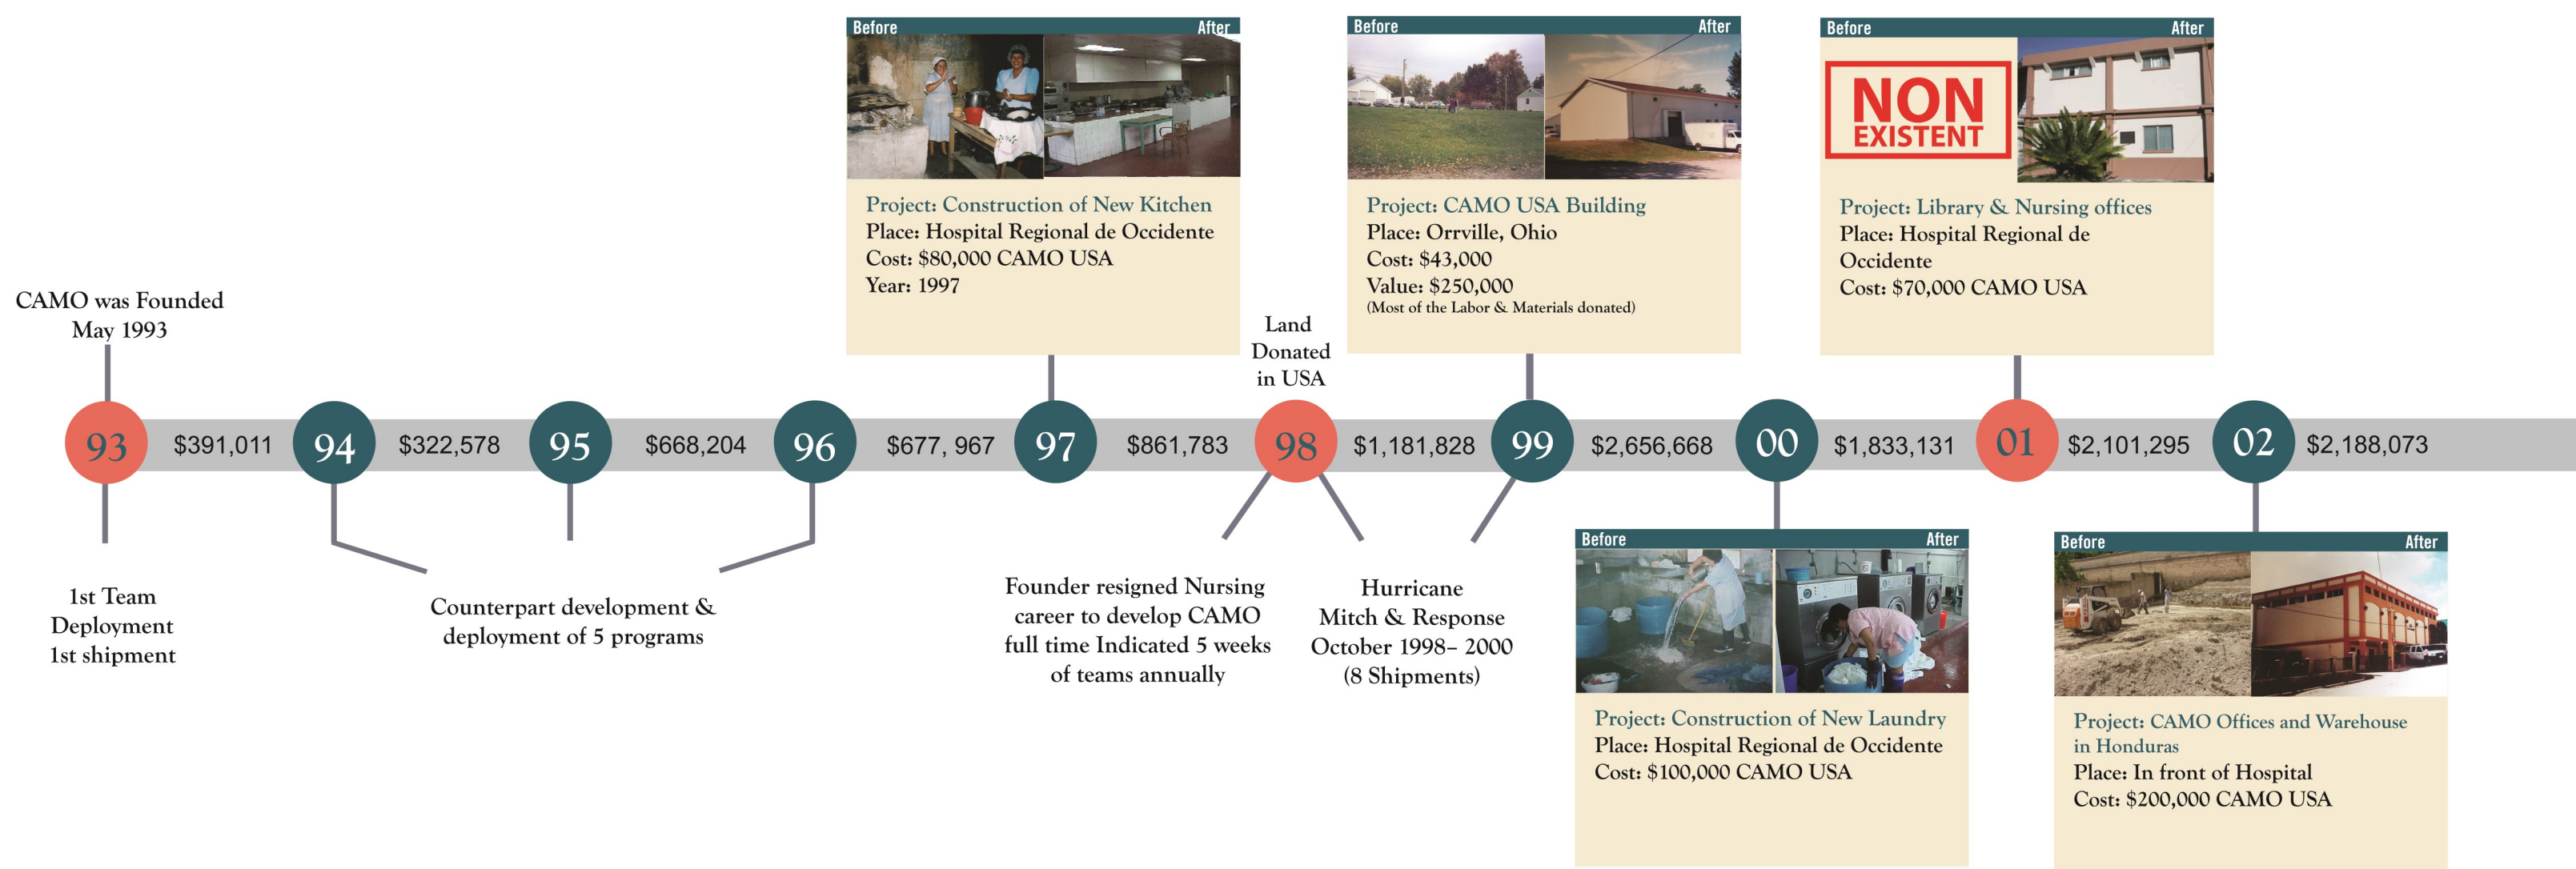 Before After
Project: Construction of New Kitchen
Place: Hospital Regional de Occidente
Cost: $80,000 CAMO USA
Year: 1997
Before After
Project: CAMO USA Building
Place: Orrville, Ohio
Cost: $43,000
Value: $250,000
(Most of the Labor & Materials donated)
Before After
NON
EXISTENT
Project: Library & Nursing offices
Place: Hospital Regional de
Occidente
Cost: $70,000 CAMO USA
CAMO was Founded
May 1993
Land
Donated
in USA
93 $391,011 94 $322,578 95 $668,204 96 $677, 967 97 $861,783 98 $1,181,828 99 $2,656,668 00 $1,833,131 01 $2,101,295 02 $2,188,073
1st Team
Deployment
1st shipment
Counterpart development &
deployment of 5 programs
Founder resigned Nursing
career to develop CAMO
full time Indicated 5 weeks
of teams annually
Hurricane
Mitch & Response
October 1998– 2000
(8 Shipments)
Before After
Project: Construction of New Laundry
Place: Hospital Regional de Occidente
Cost: $100,000 CAMO USA
Before After
Project: CAMO Offices and Warehouse
in Honduras
Place: In front of Hospital
Cost: $200,000 CAMO USA